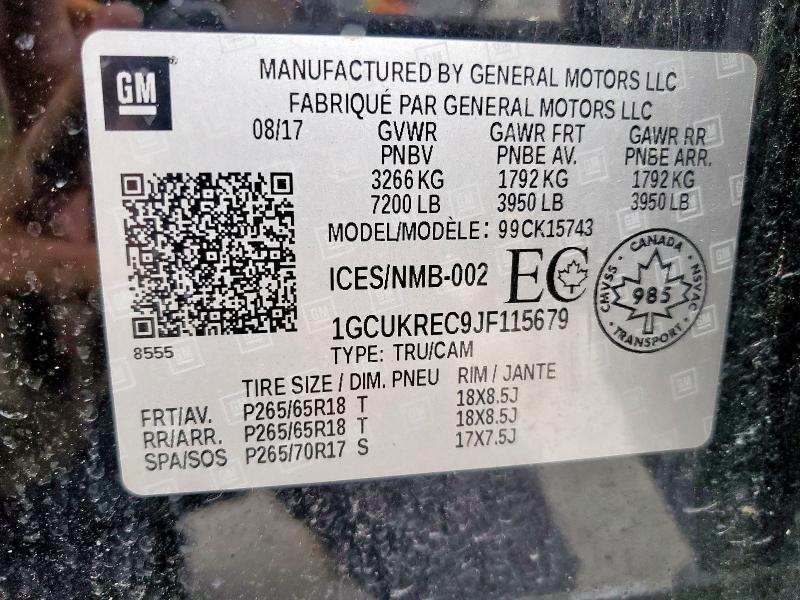 GM
MANUFACTURED BY GENERAL MOTORS LLC
FABRIQUÉ PAR GENERAL MOTORS LLC
08/17 GVWR GAWR FRT GAWR RR
PNBV PNBE AV. PNBE ARR.
3266 KG 1792 KG 1792 KG
7200 LB 3950 LB 3950 LB
MODEL/MODÈLE: 99CK15743
ICES/NMB-002 EC
CANADA
CMVSS 985 NSVAC
TRANSPORT
1GCUKREC9JF115679
8555
TYPE: TRU/CAM
TIRE SIZE / DIM. PNEU RIM / JANTE
FRT/AV. P265/65R18 T 18X8.5J
RR/ARR. P265/65R18 T 18X8.5J
SPA/SOS P265/70R17 S 17X7.5J